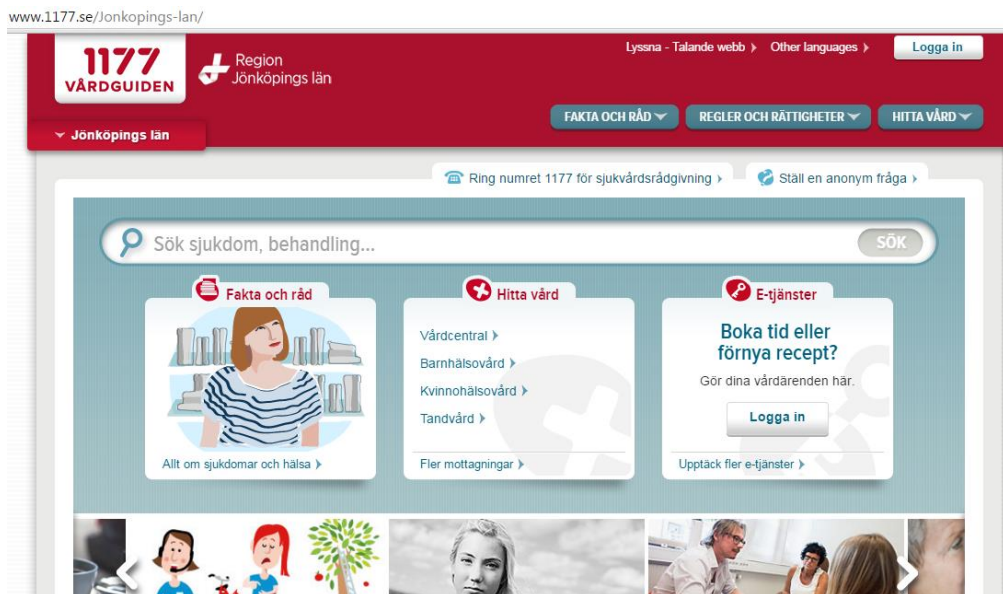 www.1177.se/Jonkopings-lan/
1177
VÅRDGUIDEN
Region
Jönköpings län
Lyssna - Talande webb
Other languages
Logga in
Jönköpings län
FAKTA OCH RÅD
REGLER OCH RÄTTIGHETER
HITTA VÅRD
Ring numret 1177 för sjukvårdsrådgivning
Ställ en anonym fråga
Sök sjukdom, behandling...
SÖK
Fakta och råd
Allt om sjukdomar och hälsa
Hitta vård
Vårdcentral
Barnhälsovård
Kvinnohälsovård
Tandvård
Fler mottagningar
E-tjänster
Boka tid eller
förnya recept?
Gör dina vårdärenden här.
Logga in
Upptäck fler e-tjänster